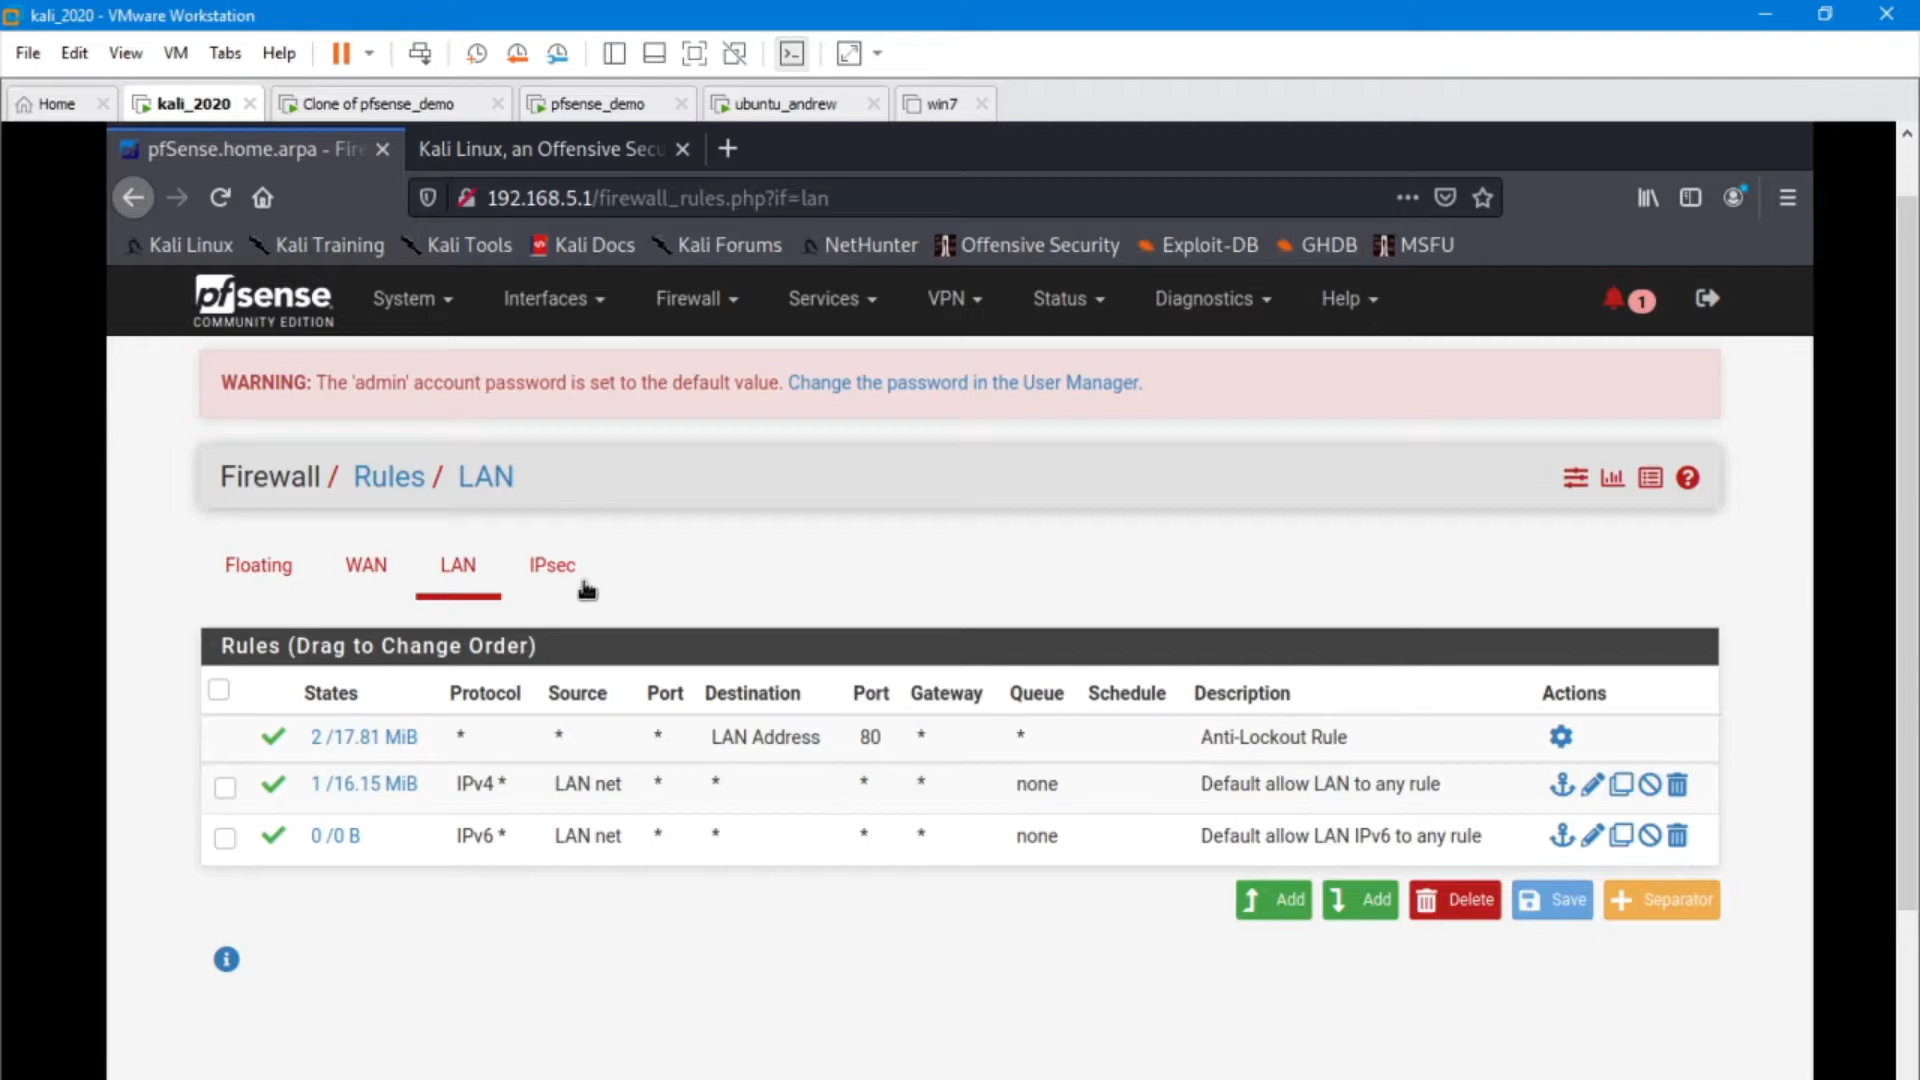 kali_2020 - VMware Workstation
File Edit View VM Tabs Help
Home kali_2020 Clone of pfsense_demo pfsense_demo ubuntu_andrew win7
pfSense.home.arpa - Fire Kali Linux, an Offensive Secu
192.168.5.1/firewall_rules.php?if=lan
Kali Linux Kali Training Kali Tools Kali Docs Kali Forums NetHunter Offensive Security Exploit-DB GHDB MSFU
pfsense
COMMUNITY EDITION
System Interfaces Firewall Services VPN Status Diagnostics Help 1
WARNING: The 'admin' account password is set to the default value. Change the password in the User Manager.
Firewall / Rules / LAN
Floating WAN LAN IPsec
Rules (Drag to Change Order)
States Protocol Source Port Destination Port Gateway Queue Schedule Description Actions
2 /17.81 MiB * * * LAN Address 80 * * Anti-Lockout Rule
1 /16.15 MiB IPv4 * LAN net * * * * none Default allow LAN to any rule
0 /0 B IPv6 * LAN net * * * * none Default allow LAN IPv6 to any rule
Add Add Delete Save Separator